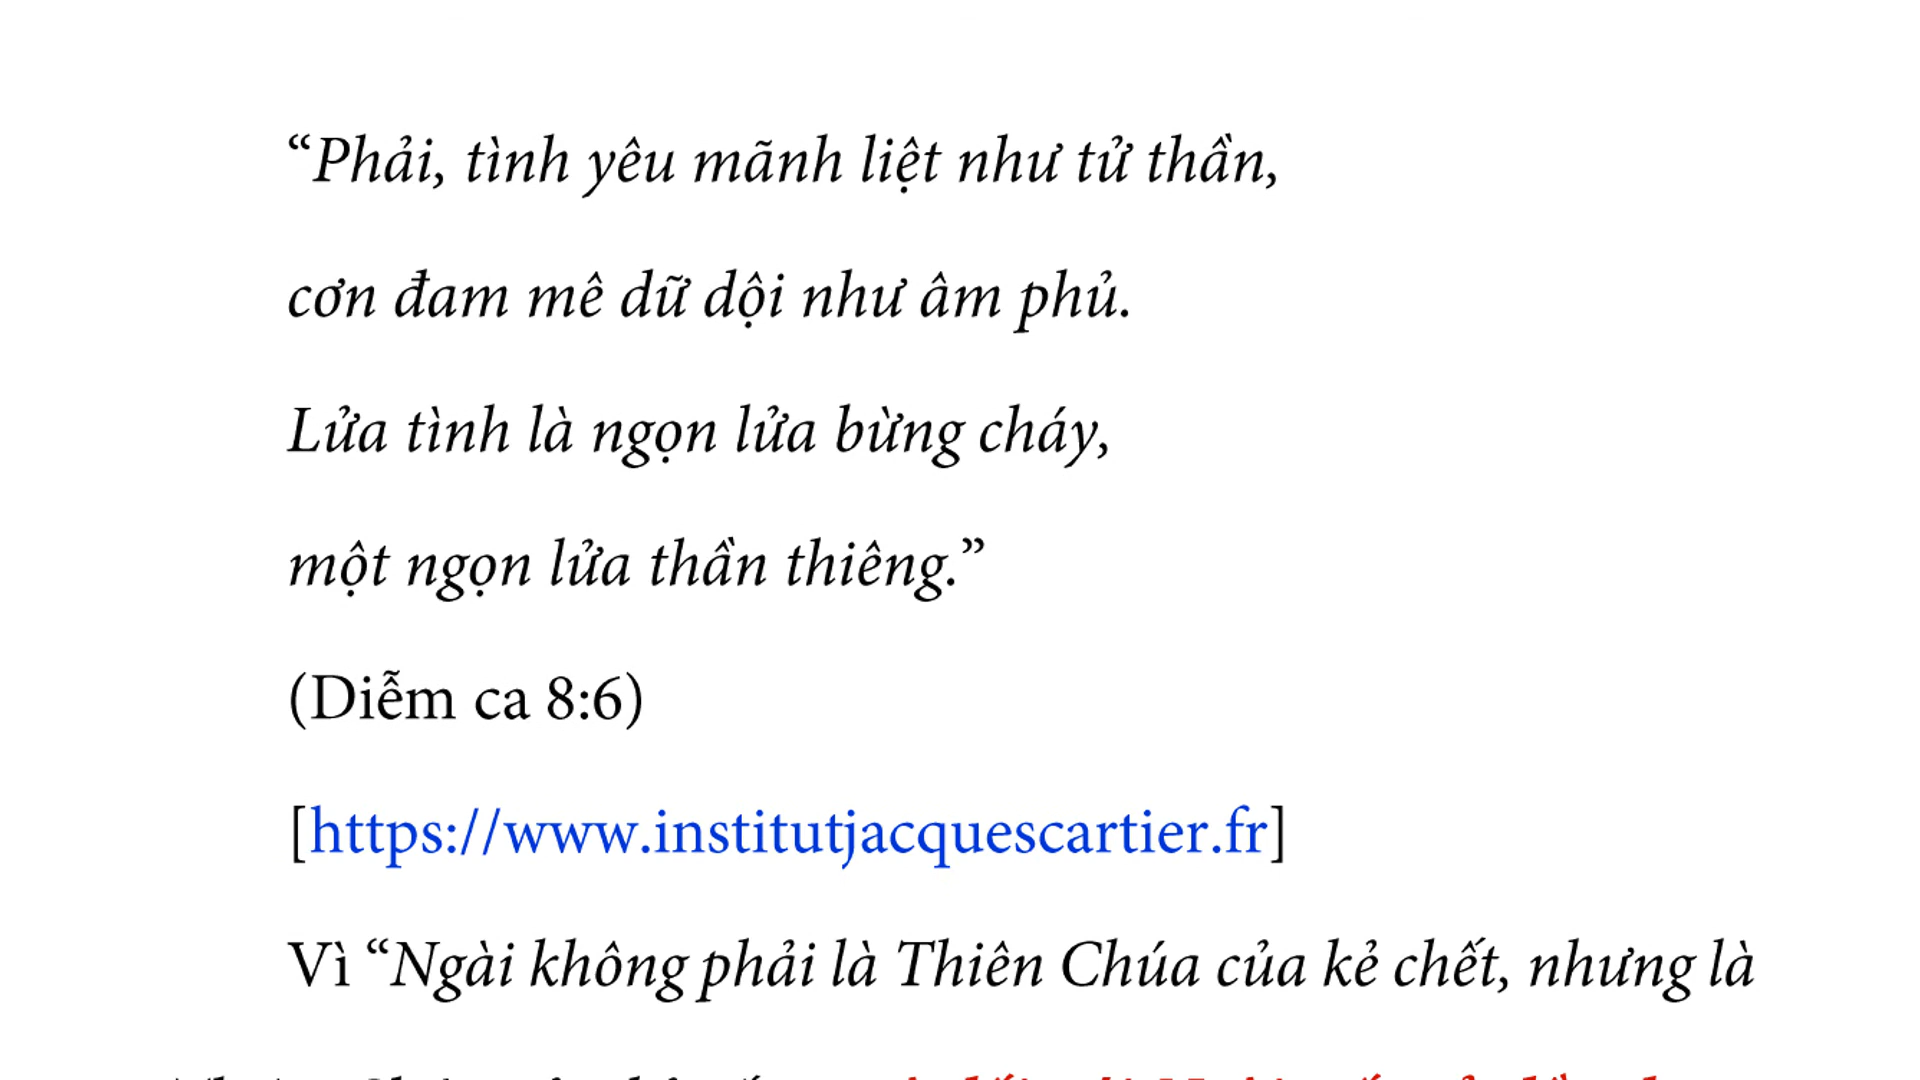 “Phải, tình yêu mãnh liệt như tử thần,
cơn đam mê dữ dội như âm phủ.
Lửa tình là ngọn lửa bừng cháy,
một ngọn lửa thần thiêng.”
(Diễm ca 8:6)
[https://www.institutjacquescartier.fr]
Vì “Ngài không phải là Thiên Chúa của kẻ chết, nhưng là